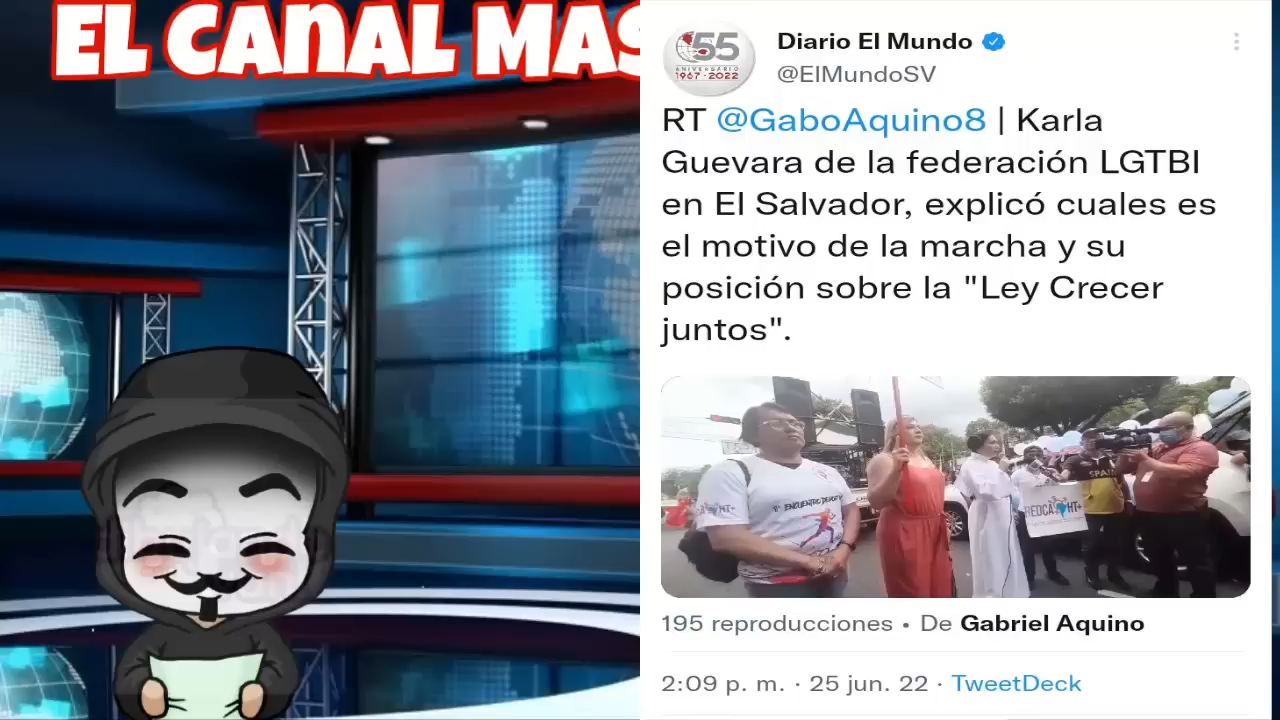 EL CANAL MAS
55
ANIVERSARIO
1967-2022
Diario El Mundo
@ElMundoSV
RT @GaboAquino8 | Karla
Guevara de la federación LGTBI
en El Salvador, explicó cuales es
el motivo de la marcha y su
posición sobre la "Ley Crecer
juntos".
ENCUENTRO
SPAIN
195 reproducciones • De Gabriel Aquino
2:09 p. m. · 25 jun. 22 · TweetDeck